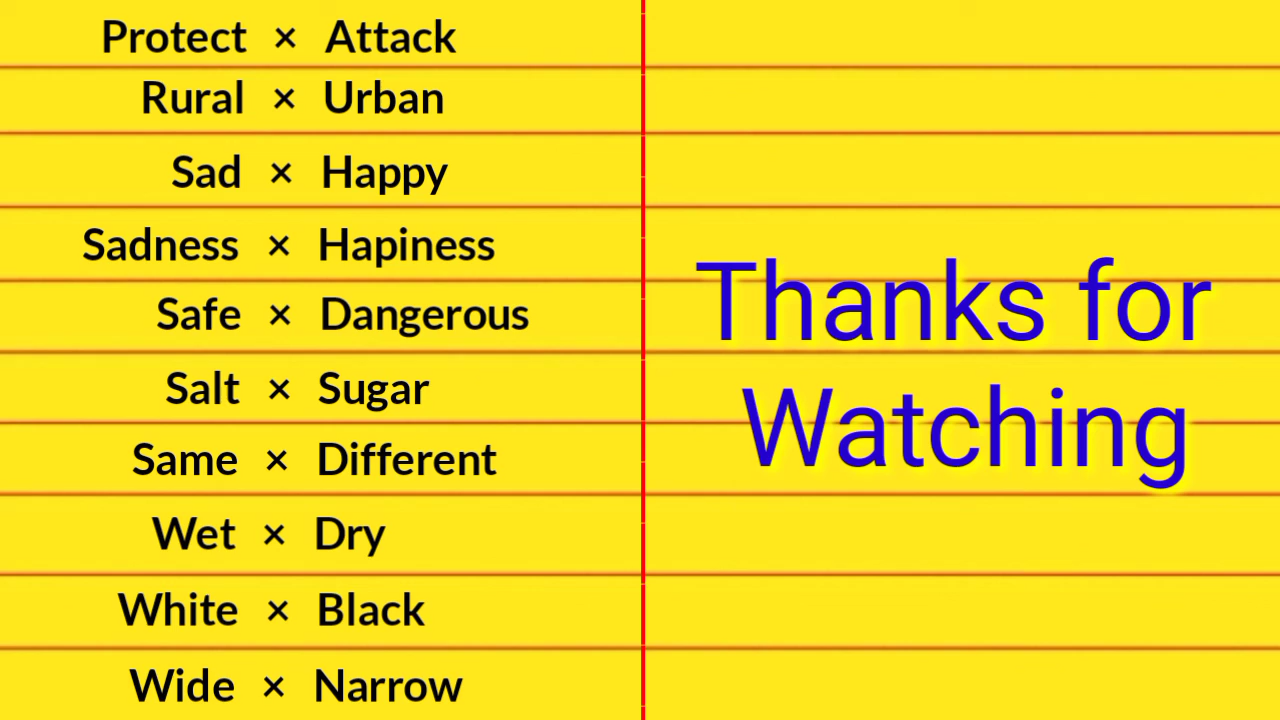 Protect × Attack
Rural × Urban
Sad × Happy
Sadness × Hapiness
Safe × Dangerous
Salt × Sugar
Same × Different
Wet × Dry
White × Black
Wide × Narrow
Thanks for
Watching